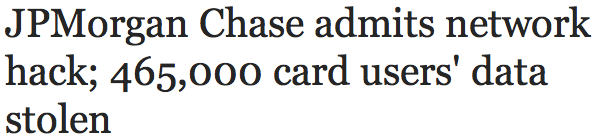 JPMorgan Chase admits network
hack; 465,000 card users' data
stolen